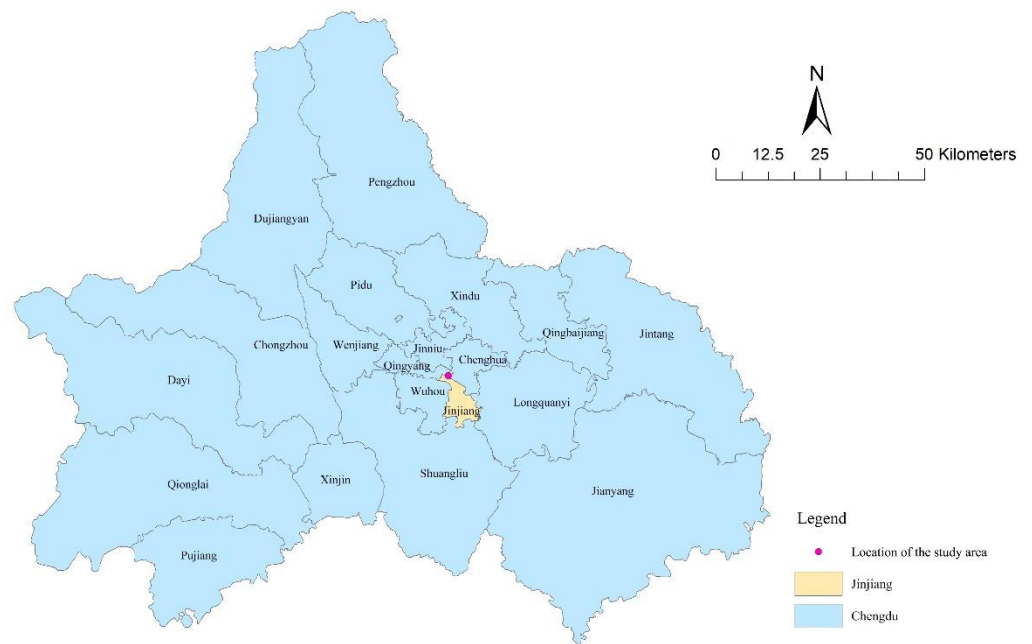 N
0 12.5 25 50 Kilometers
Pengzhou
Dujiangyan
Pidu
Xindu
Qingbaijiang
Jintang
Chongzhou
Wenjiang
Jinniu
Chenghua
Qingyang
Dayi
Wuhou
Longquanyi
Jinjiang
Shuangliu
Xinjin
Qionglai
Jianyang
Pujiang
Legend
Location of the study area
Jinjiang
Chengdu